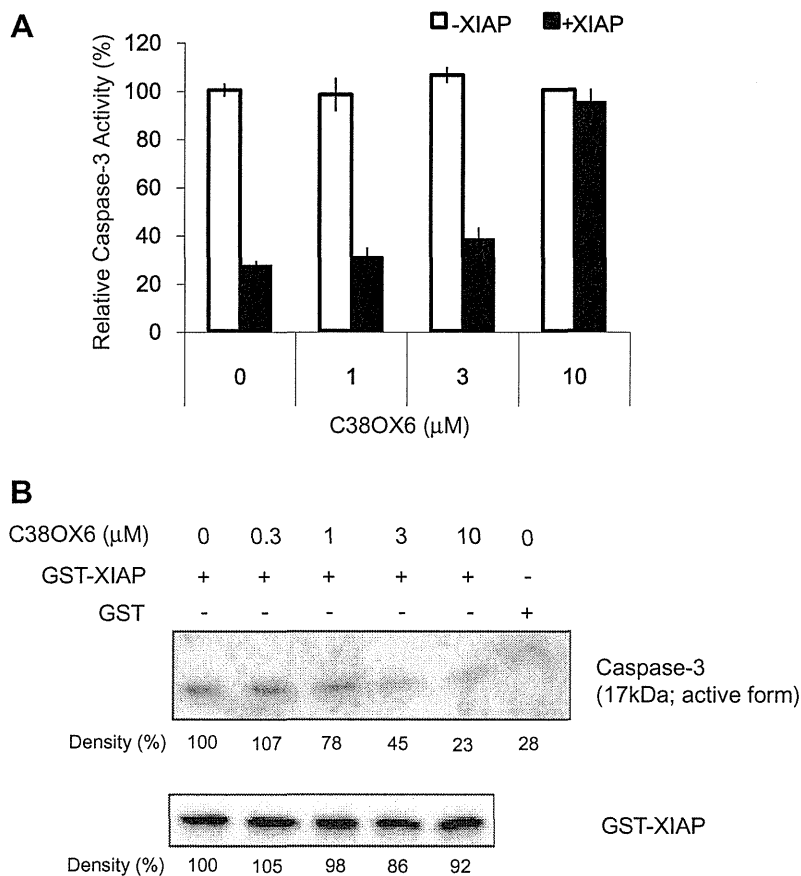 A
-XIAP +XIAP
Relative Caspase-3 Activity (%)
120
100
80
60
40
20
0
0 1 3 10
C38OX6 (μM)
B
C38OX6 (μM) 0 0.3 1 3 10 0
GST-XIAP + + + + + -
GST - - - - - +
Caspase-3
(17kDa; active form)
Density (%) 100 107 78 45 23 28
GST-XIAP
Density (%) 100 105 98 86 92